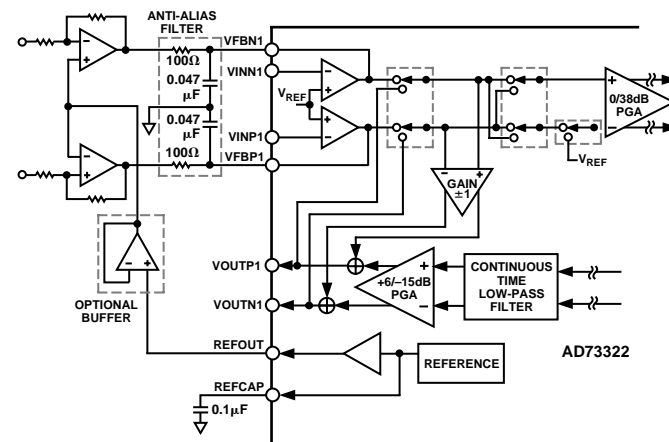 ANTI-ALIAS
FILTER
VFBN1
100Ω
0.047
μF
VINN1
VREF
0.047
μF
VINP1
100Ω
VFBP1
0/38dB
PGA
VREF
GAIN
±1
VOUTP1
+6/–15dB
PGA
CONTINUOUS
TIME
LOW-PASS
FILTER
VOUTN1
OPTIONAL
BUFFER
REFOUT
REFERENCE
AD73322
REFCAP
0.1μF